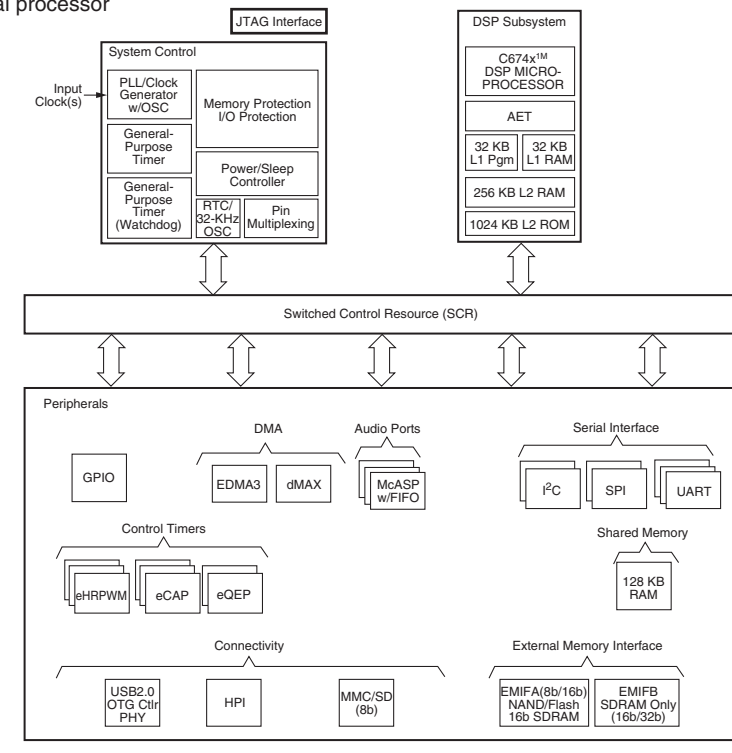 al processor
JTAG Interface
System Control
Input
Clock(s)
PLL/Clock
Generator
w/OSC
General-
Purpose
Timer
General-
Purpose
Timer
(Watchdog)
Memory Protection
I/O Protection
Power/Sleep
Controller
RTC/
32-KHz
OSC
Pin
Multiplexing
DSP Subsystem
C674x1M
DSP MICRO-
PROCESSOR
AET
32 KB
L1 Pgm
32 KB
L1 RAM
256 KB L2 RAM
1024 KB L2 ROM
Switched Control Resource (SCR)
Peripherals
GPIO
DMA
EDMA3
dMAX
Audio Ports
McASP
w/FIFO
Serial Interface
I2C
SPI
UART
Control Timers
eHRPWM
eCAP
eQEP
Shared Memory
128 KB
RAM
Connectivity
USB2.0
OTG Ctlr
PHY
HPI
MMC/SD
(8b)
External Memory Interface
EMIFA(8b/16b)
NAND/Flash
16b SDRAM
EMIFB
SDRAM Only
(16b/32b)